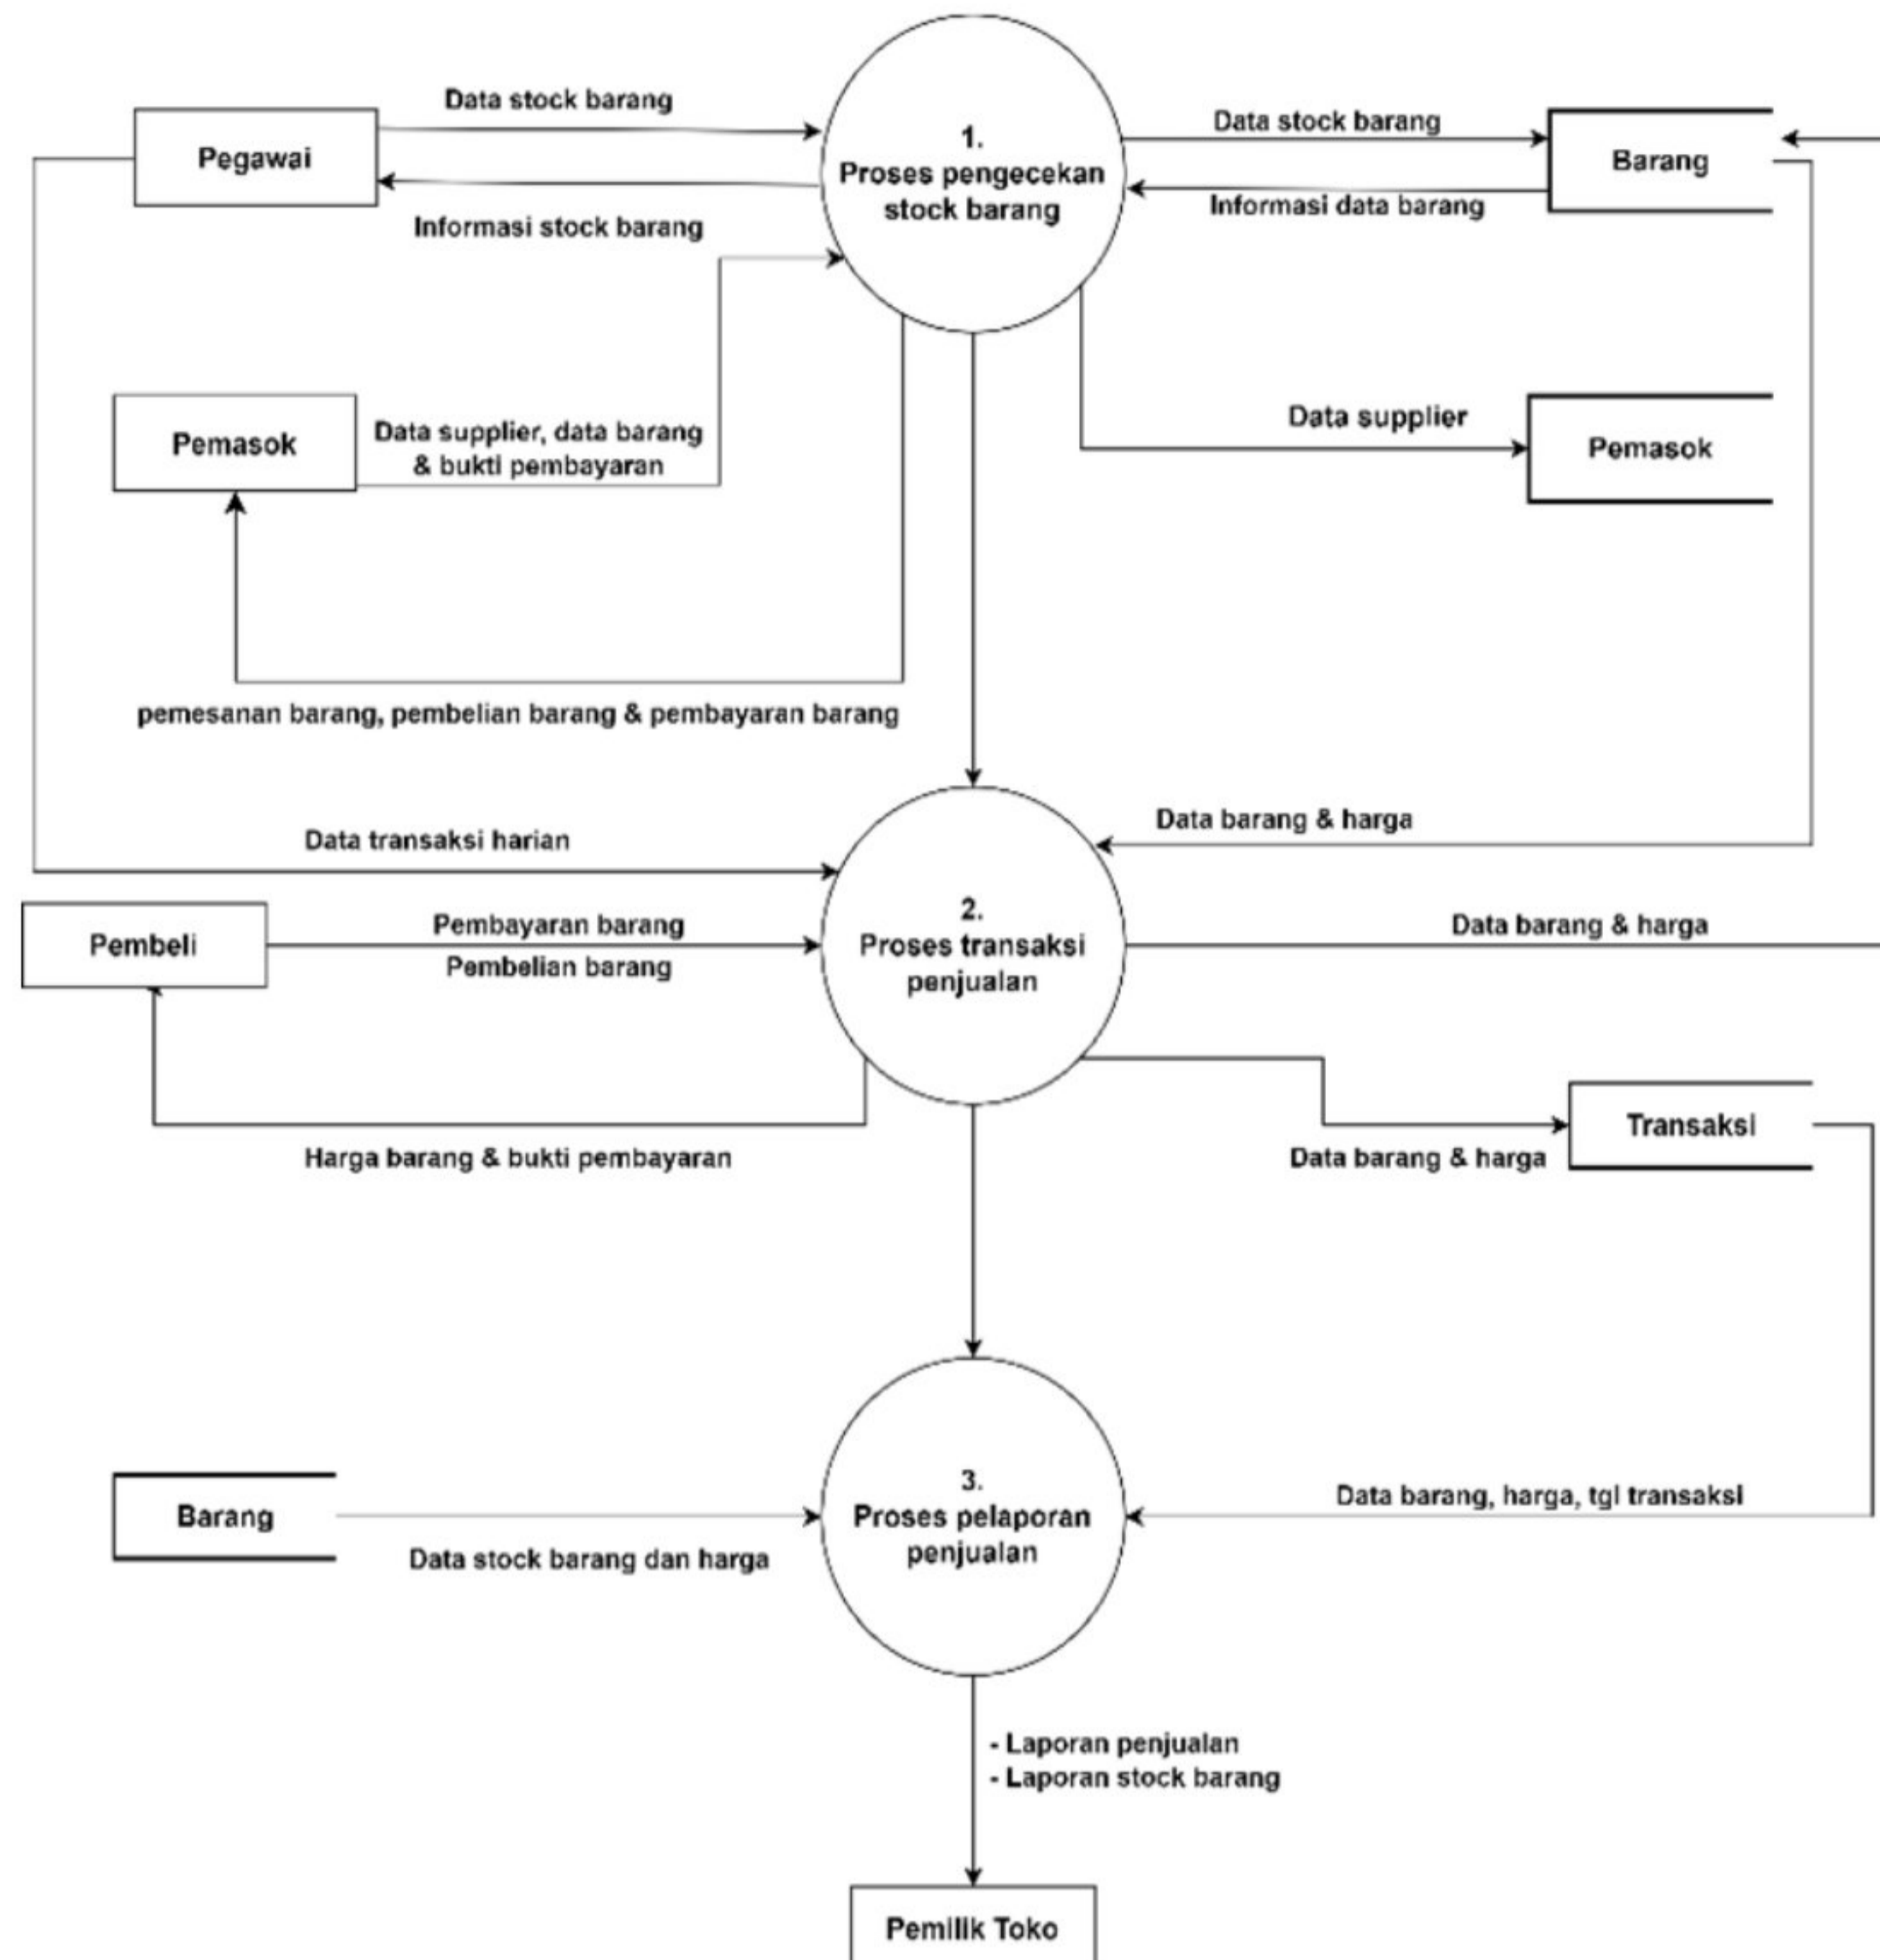 Data stock barang
Pegawai
Informasi stock barang
1.
Proses pengecekan
stock barang
Data stock barang
Barang
Informasi data barang
Pemasok
Data supplier, data barang
& bukti pembayaran
Data supplier
Pemasok
pemesanan barang, pembelian barang & pembayaran barang
Data transaksi harian
Data barang & harga
Pembeli
Pembayaran barang
Pembelian barang
2.
Proses transaksi
penjualan
Data barang & harga
Harga barang & bukti pembayaran
Data barang & harga
Transaksi
Barang
Data stock barang dan harga
3.
Proses pelaporan
penjualan
Data barang, harga, tgl transaksi
- Laporan penjualan
- Laporan stock barang
Pemilik Toko